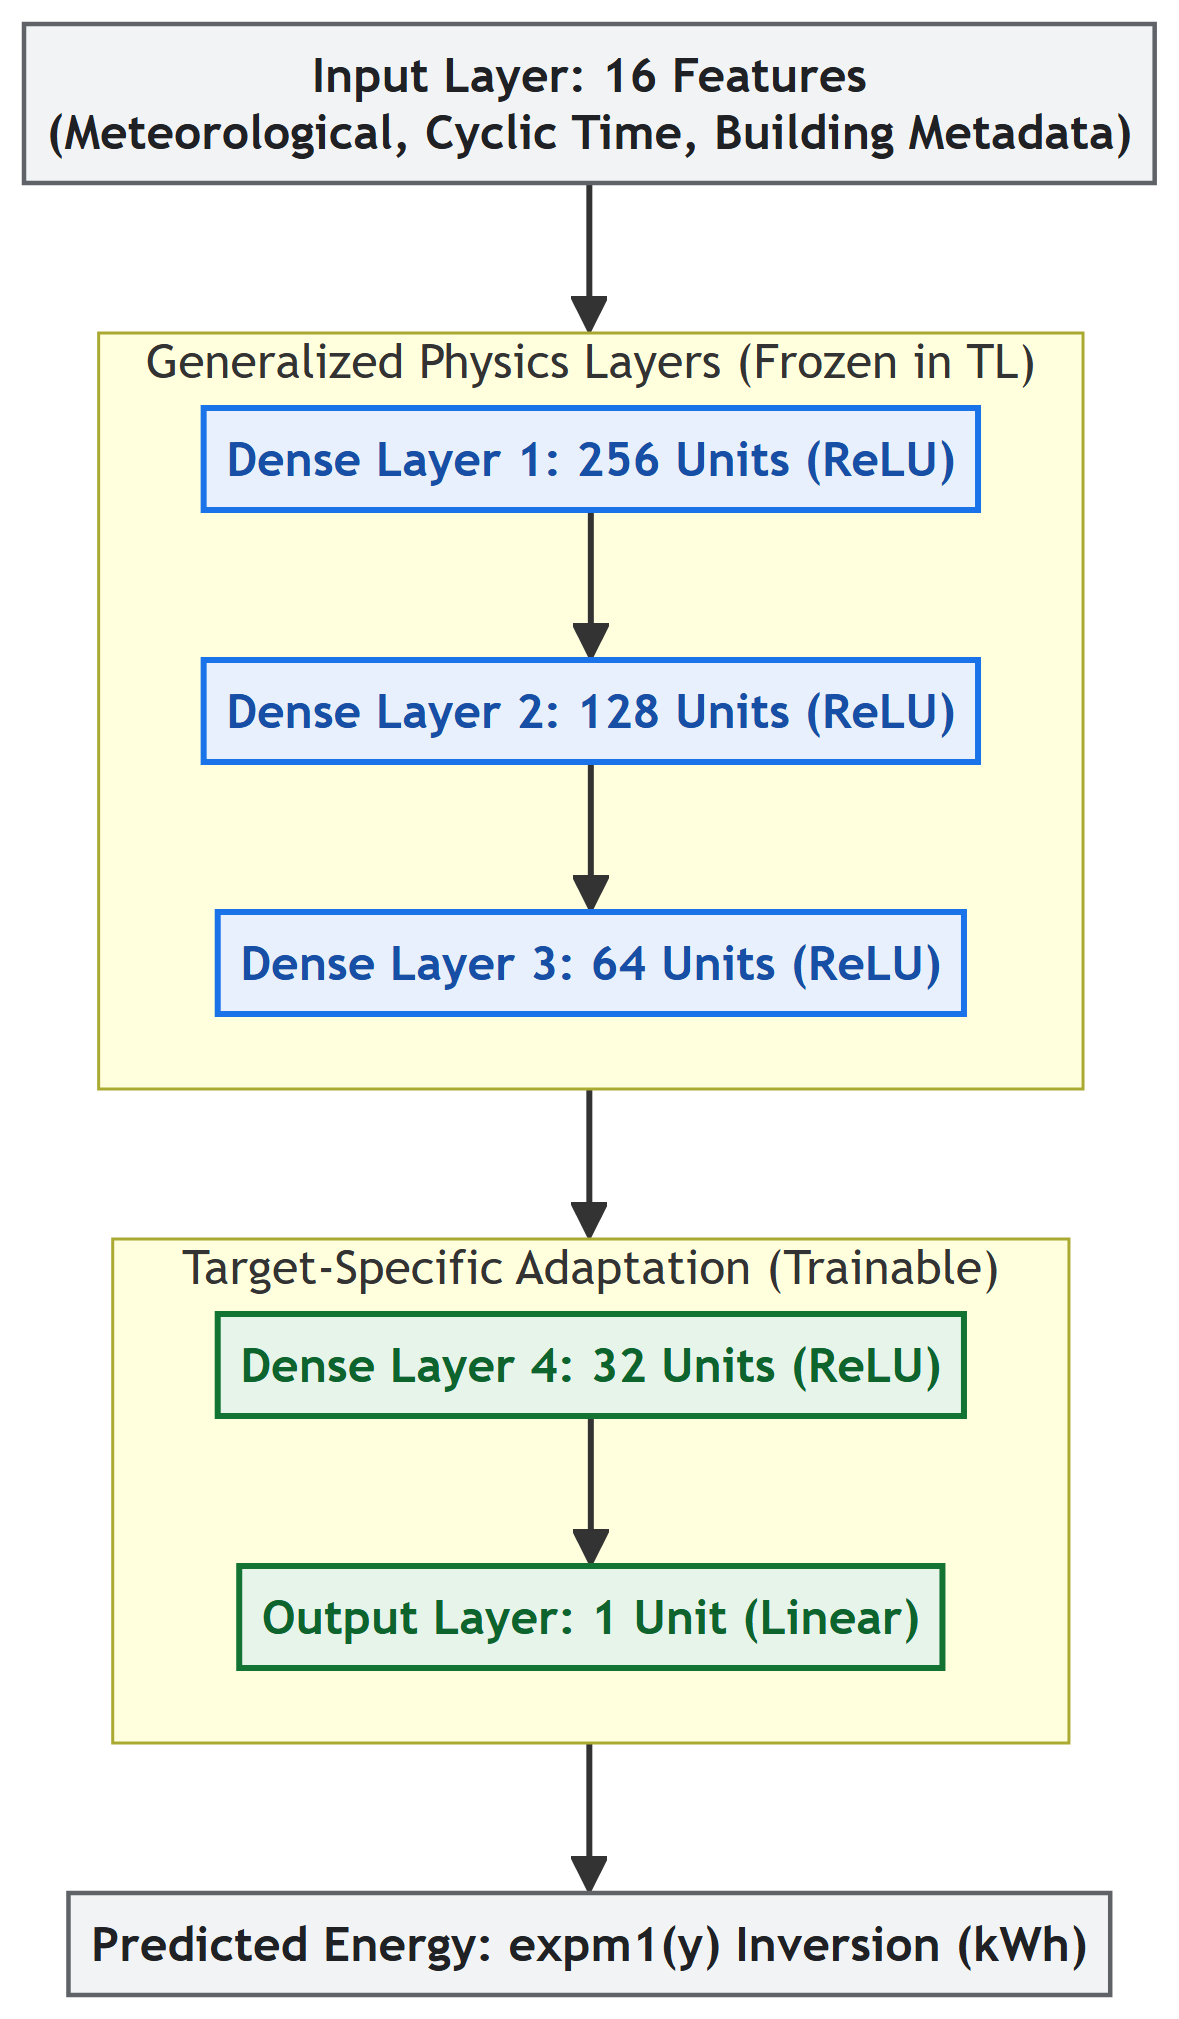 Input Layer: 16 Features
(Meteorological, Cyclic Time, Building Metadata)
Generalized Physics Layers (Frozen in TL)
Dense Layer 1: 256 Units (ReLU)
Dense Layer 2: 128 Units (ReLU)
Dense Layer 3: 64 Units (ReLU)
Target-Specific Adaptation (Trainable)
Dense Layer 4: 32 Units (ReLU)
Output Layer: 1 Unit (Linear)
Predicted Energy: expm1(y) Inversion (kWh)